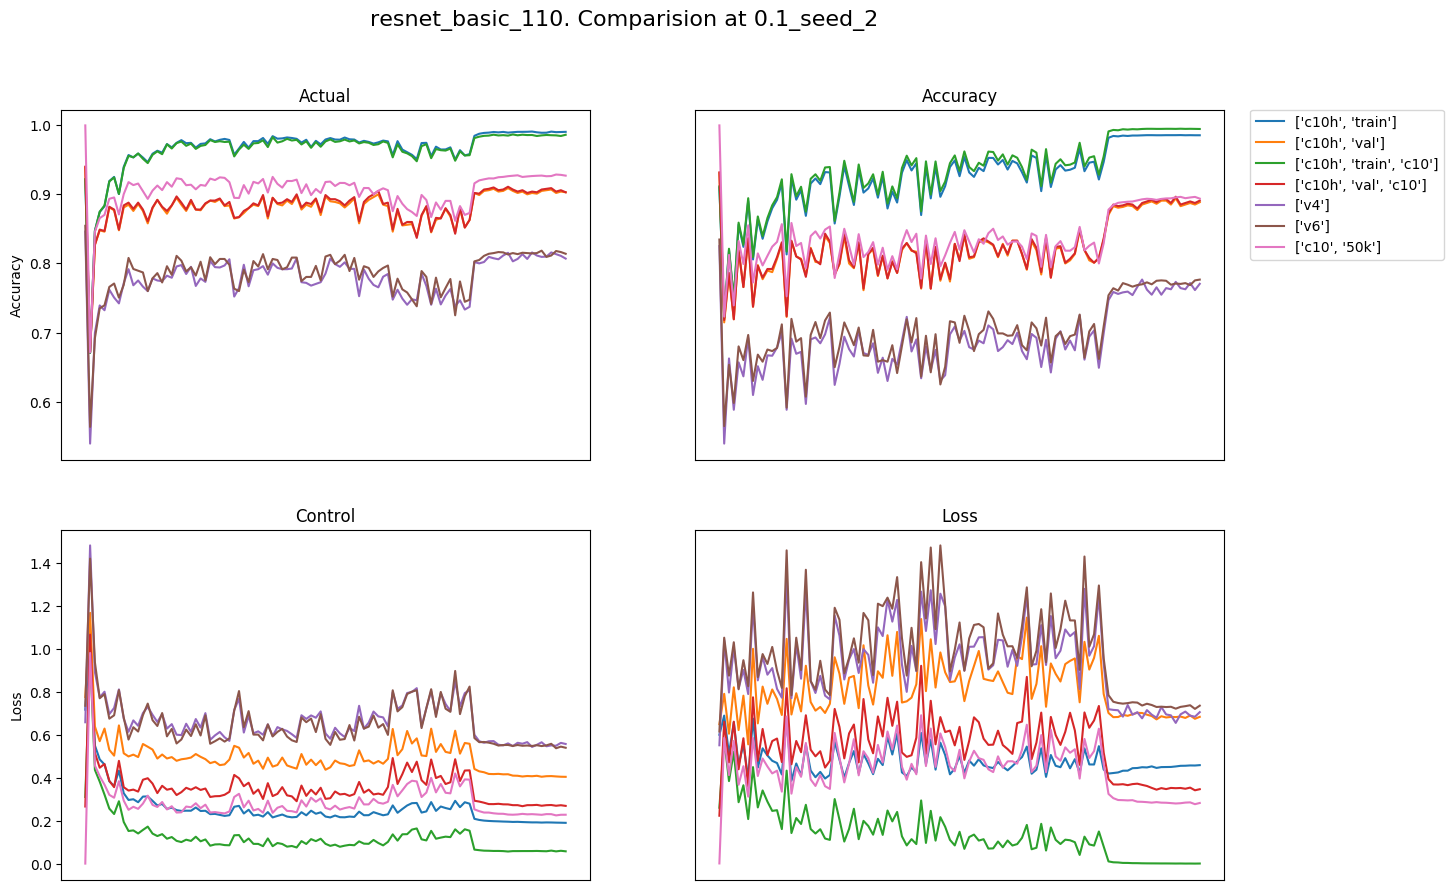 resnet_basic_110. Comparision at 0.1_seed_2
Actual
Accuracy
1.0
0.9
0.8
0.7
0.6
Accuracy
['c10h', 'train']
['c10h', 'val']
['c10h', 'train', 'c10']
['c10h', 'val', 'c10']
['v4']
['v6']
['c10', '50k']
Control
Loss
1.4
1.2
1.0
0.8
0.6
0.4
0.2
0.0
Loss